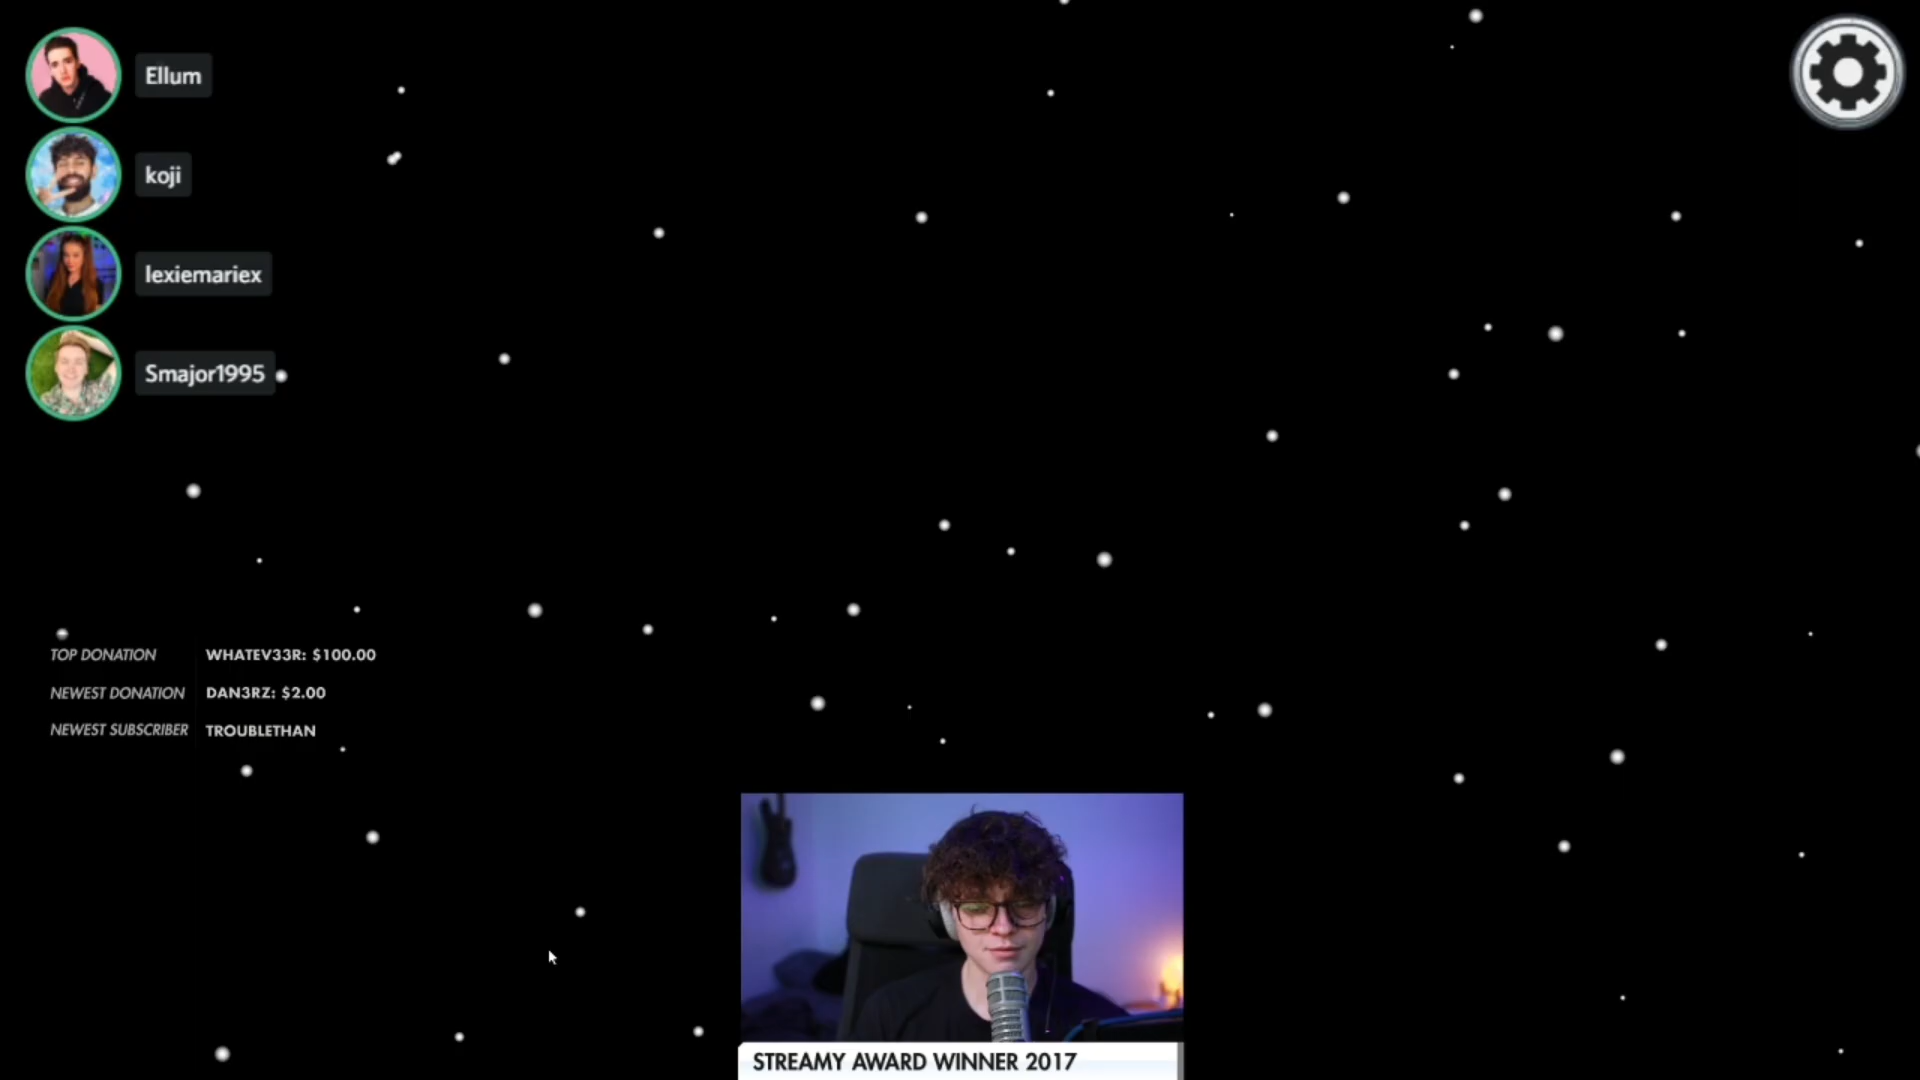 Ellum
koji
lexiemariex
Smajor1995
TOP DONATION WHATEV33R: $100.00
NEWEST DONATION DAN3RZ: $2.00
NEWEST SUBSCRIBER TROUBLETHAN
STREAMY AWARD WINNER 2017